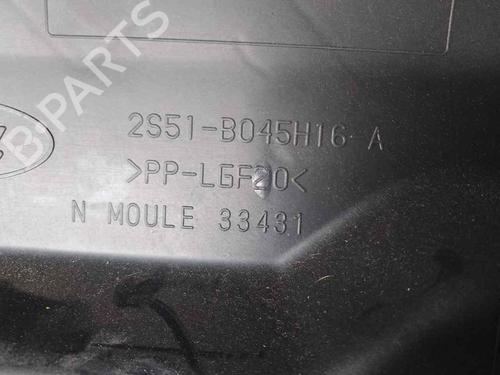 B-PARTS
2S51-B045H16-A
>PP-LGF20<
N MOULE 33431